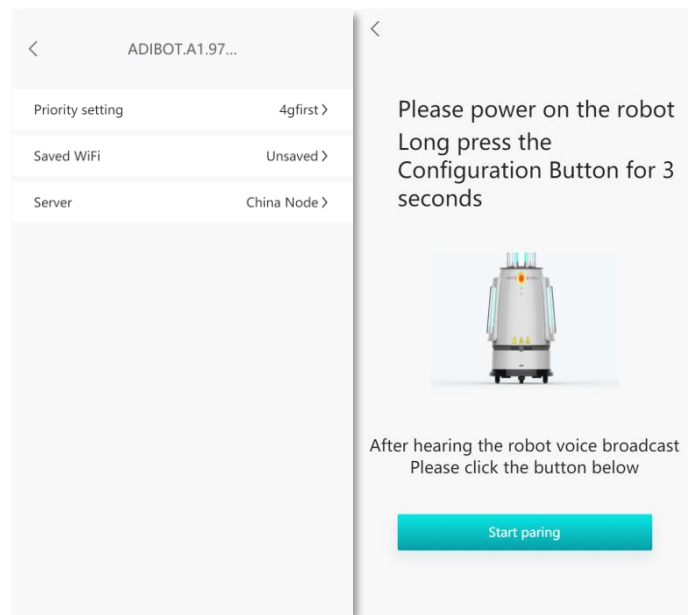 ADIBOT.A1.97...
Priority setting 4gfirst
Saved WiFi Unsaved
Server China Node
Please power on the robot
Long press the
Configuration Button for 3
seconds
After hearing the robot voice broadcast
Please click the button below
Start paring